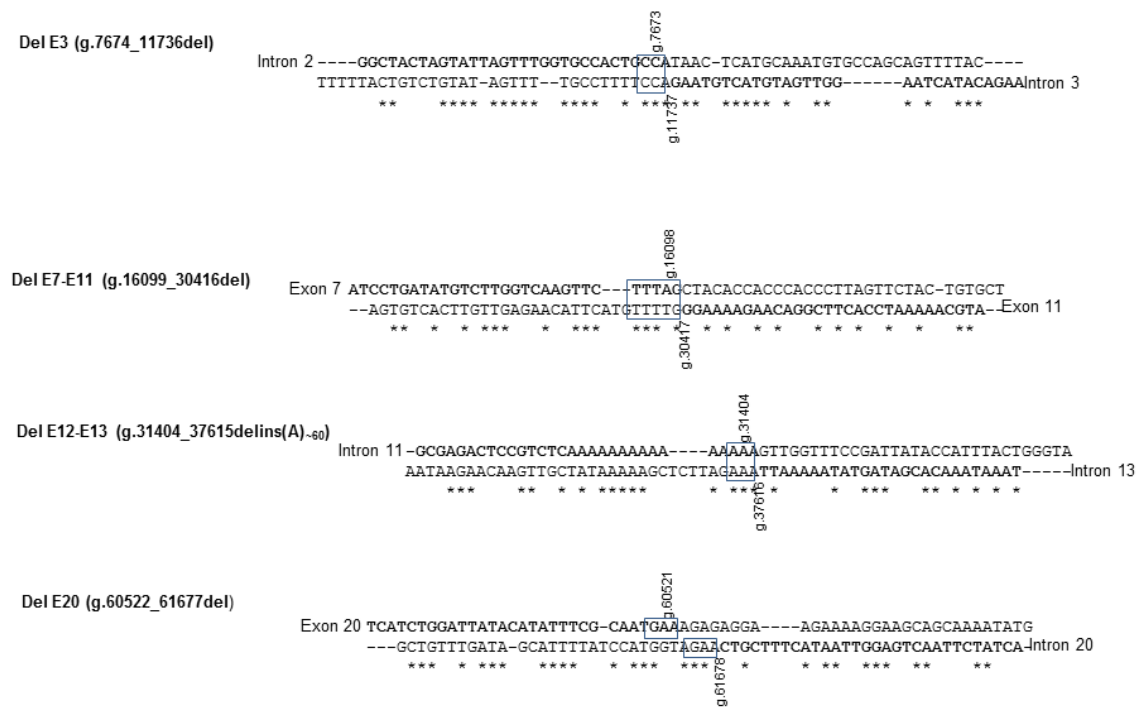 g.7673
Del E3 (g.7674_11736del)
Intron 2 ----GGCTACTAGTATTAGTTTGGTGCCACTGCCATAAC-TCATGCAAATGTGCCAGCAGTTTTAC----
TTTTTACTGTCTGTAT-AGTTT--TGCCTTTTCCAGAATGTCATGTAGTTGG------AATCATACAGAAIntron 3
** **** ***** **** * *** ** ***** * ** * * ***
g.11737
g.16098
Del E7-E11 (g.16099_30416del)
Exon 7 ATCCTGATATGTCTTGGTCAAGTTC---TTTAGCTACACCACCCACCCTTAGTTCTAC-TGTGCT
--AGTGTCACTTGTTGAGAACATTCATGTTTTGGGAAAAGAACAGGCTTCACCTAAAAACGTA--Exon 11
** * * *** *** *** * * * * * * * * **
g.30417
g.31404
Del E12-E13 (g.31404_37615delins(A)~60)
Intron 11 -GCGAGACTCCGTCTCAAAAAAAAAA----AAAAAGTTGGTTTCCGATTATACCATTTACTGGGTA
AATAAGAACAAGTTGCTATAAAAAGCTCTTAGAAATTAAAAATATGATAGCACAAATAAAT-----Intron 13
*** ** * * ***** * *** * * *** ** * * * *
g.37616
g.60521
Del E20 (g.60522_61677del)
Exon 20 TCATCTGGATTATACATATTTCG-CAATGAAAGAGAGGA----AGAAAAGGAAGCAGCAAAATATG
---GCTGTTTGATA-GCATTTTATCCATGGTAGAACTGCTTTCATAATTGGAGTCAATTCTATCA-Intron 20
*** * *** **** * *** *** * * ** *** ** **
g.61678